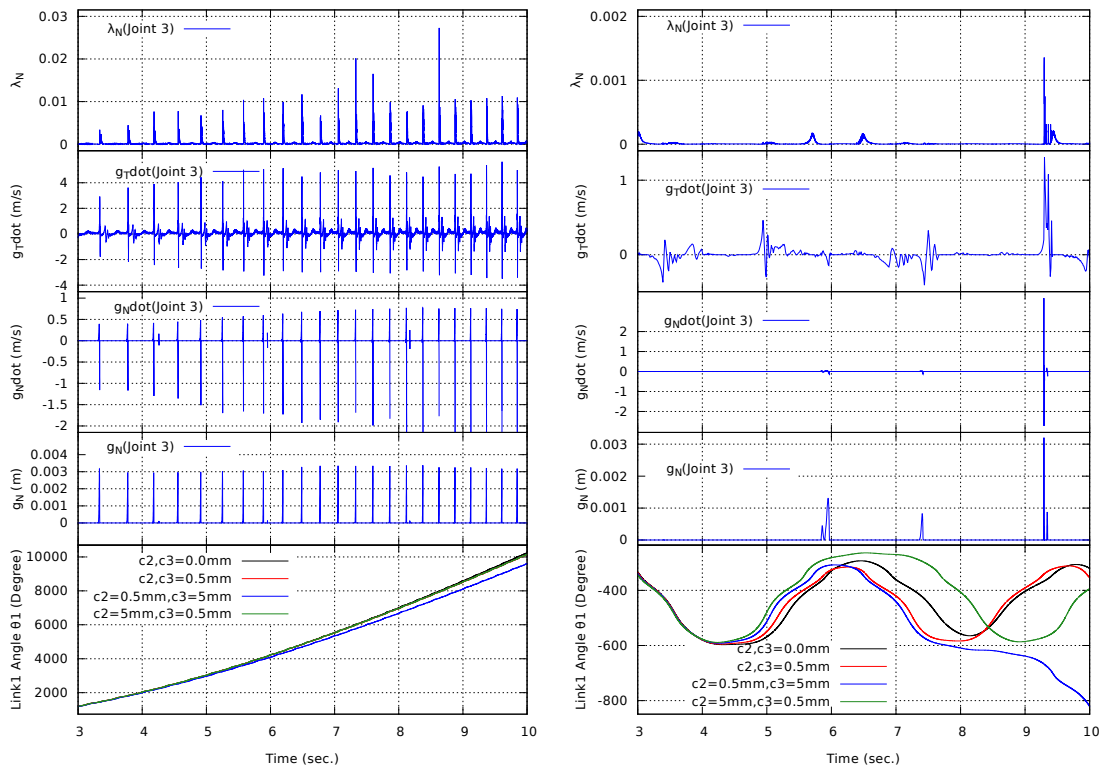 λN(Joint 3)
0.03
0.02
0.01
0
λN
gTdot(Joint 3)
4
2
0
-2
-4
gTdot (m/s)
gNdot(Joint 3)
1
0.5
0
-0.5
-1
-1.5
-2
gNdot (m/s)
gN(Joint 3)
0.004
0.003
0.002
0.001
0
gN (m)
c2,c3=0.0mm
c2,c3=0.5mm
c2=0.5mm,c3=5mm
c2=5mm,c3=0.5mm
10000
8000
6000
4000
2000
Link1 Angle θ1 (Degree)
3 4 5 6 7 8 9 10
Time (sec.)
λN(Joint 3)
0.002
0.001
0
λN
gTdot(Joint 3)
1
0
gTdot (m/s)
gNdot(Joint 3)
2
1
0
-1
-2
gNdot (m/s)
gN(Joint 3)
0.003
0.002
0.001
0
gN (m)
-400
-600
-800
Link1 Angle θ1 (Degree)
c2,c3=0.0mm
c2,c3=0.5mm
c2=0.5mm,c3=5mm
c2=5mm,c3=0.5mm
3 4 5 6 7 8 9 10
Time (sec.)